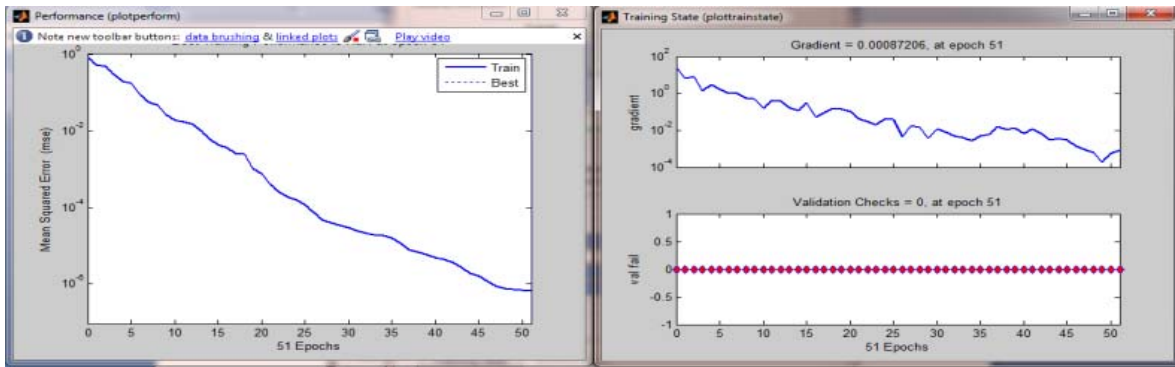 Performance (plotperform)
Note new toolbar buttons: data brushing & linked plots Play video
10^0
10^-2
10^-4
10^-6
Mean Squared Error (mse)
Train
Best
0 5 10 15 20 25 30 35 40 45 50
51 Epochs
Training State (plottrainstate)
Gradient = 0.00087206, at epoch 51
10^2
10^0
10^-2
10^-4
gradient
Validation Checks = 0, at epoch 51
1
0.5
0
-0.5
-1
val fail
0 5 10 15 20 25 30 35 40 45 50
51 Epochs